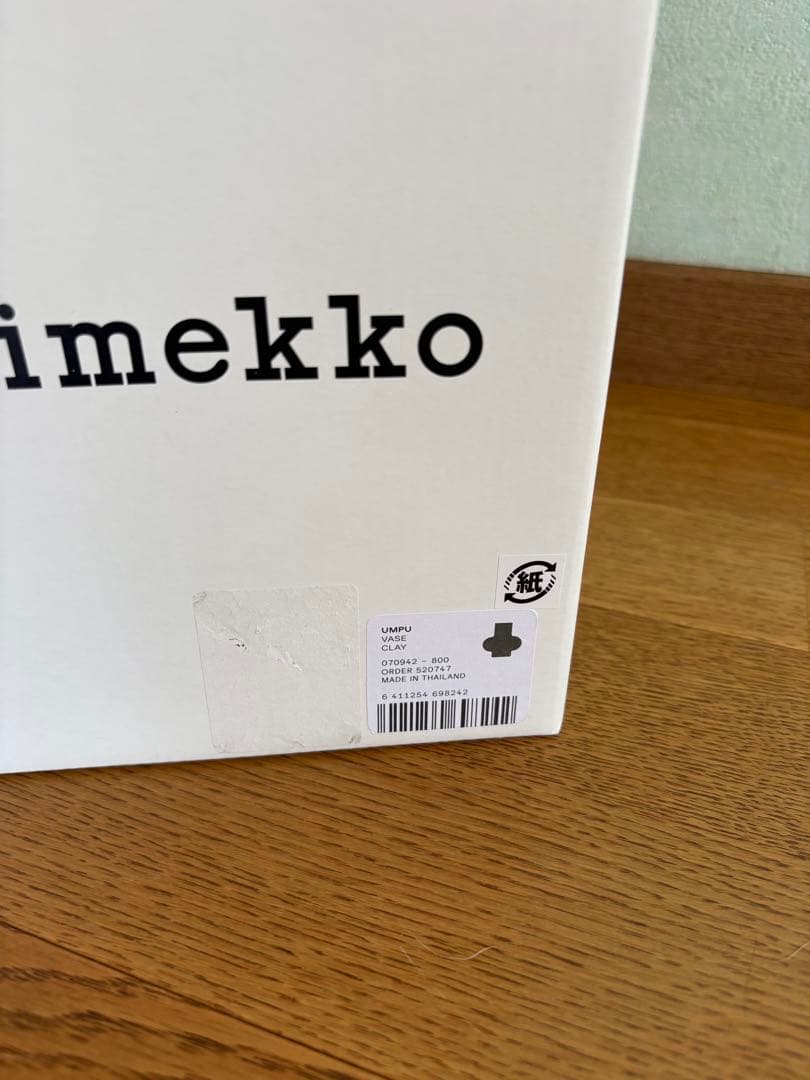 imekko
紙
UMPU
VASE
CLAY
070942 – 800
ORDER 520747
MADE IN THAILAND
6 411254 698242